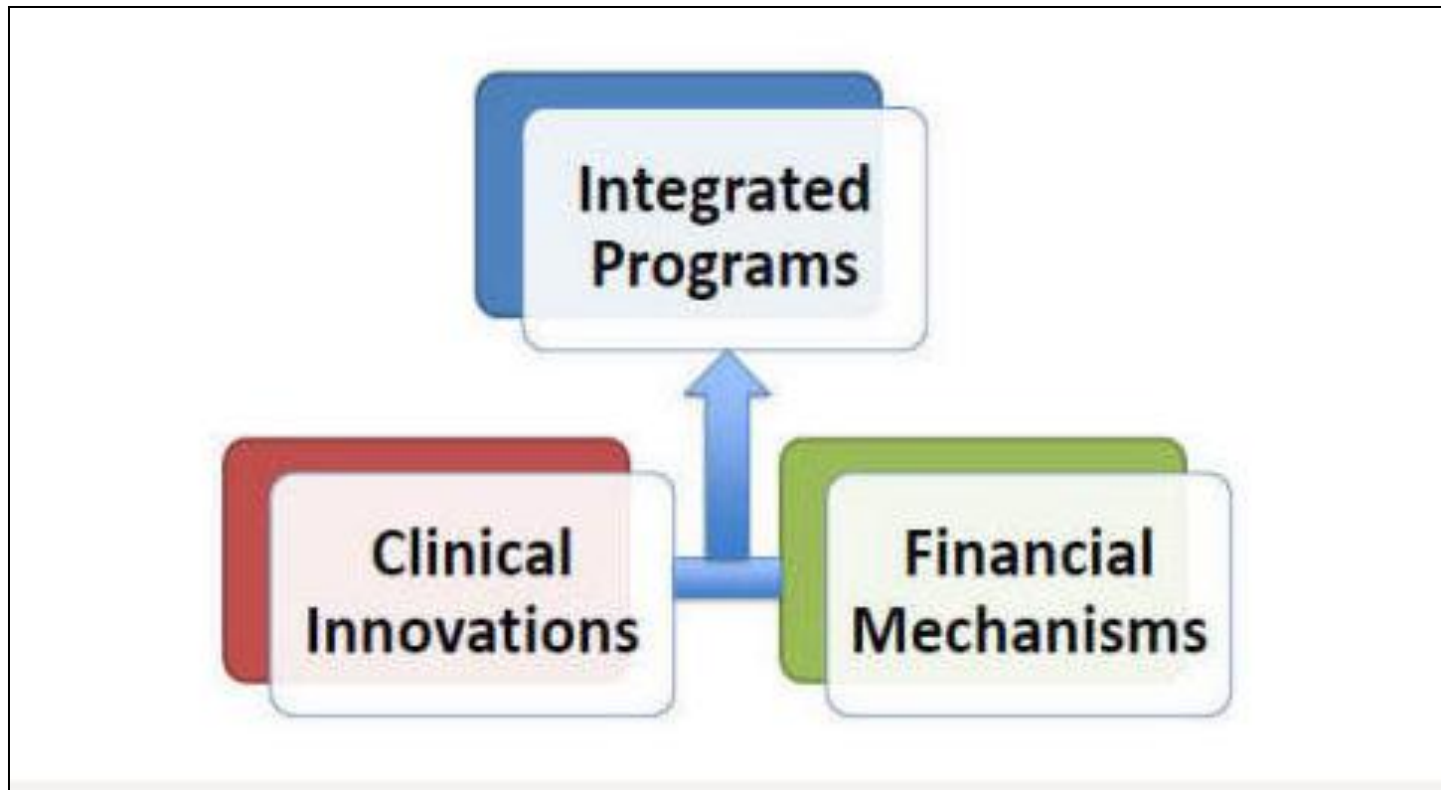 Integrated
Programs
Clinical
Innovations
Financial
Mechanisms